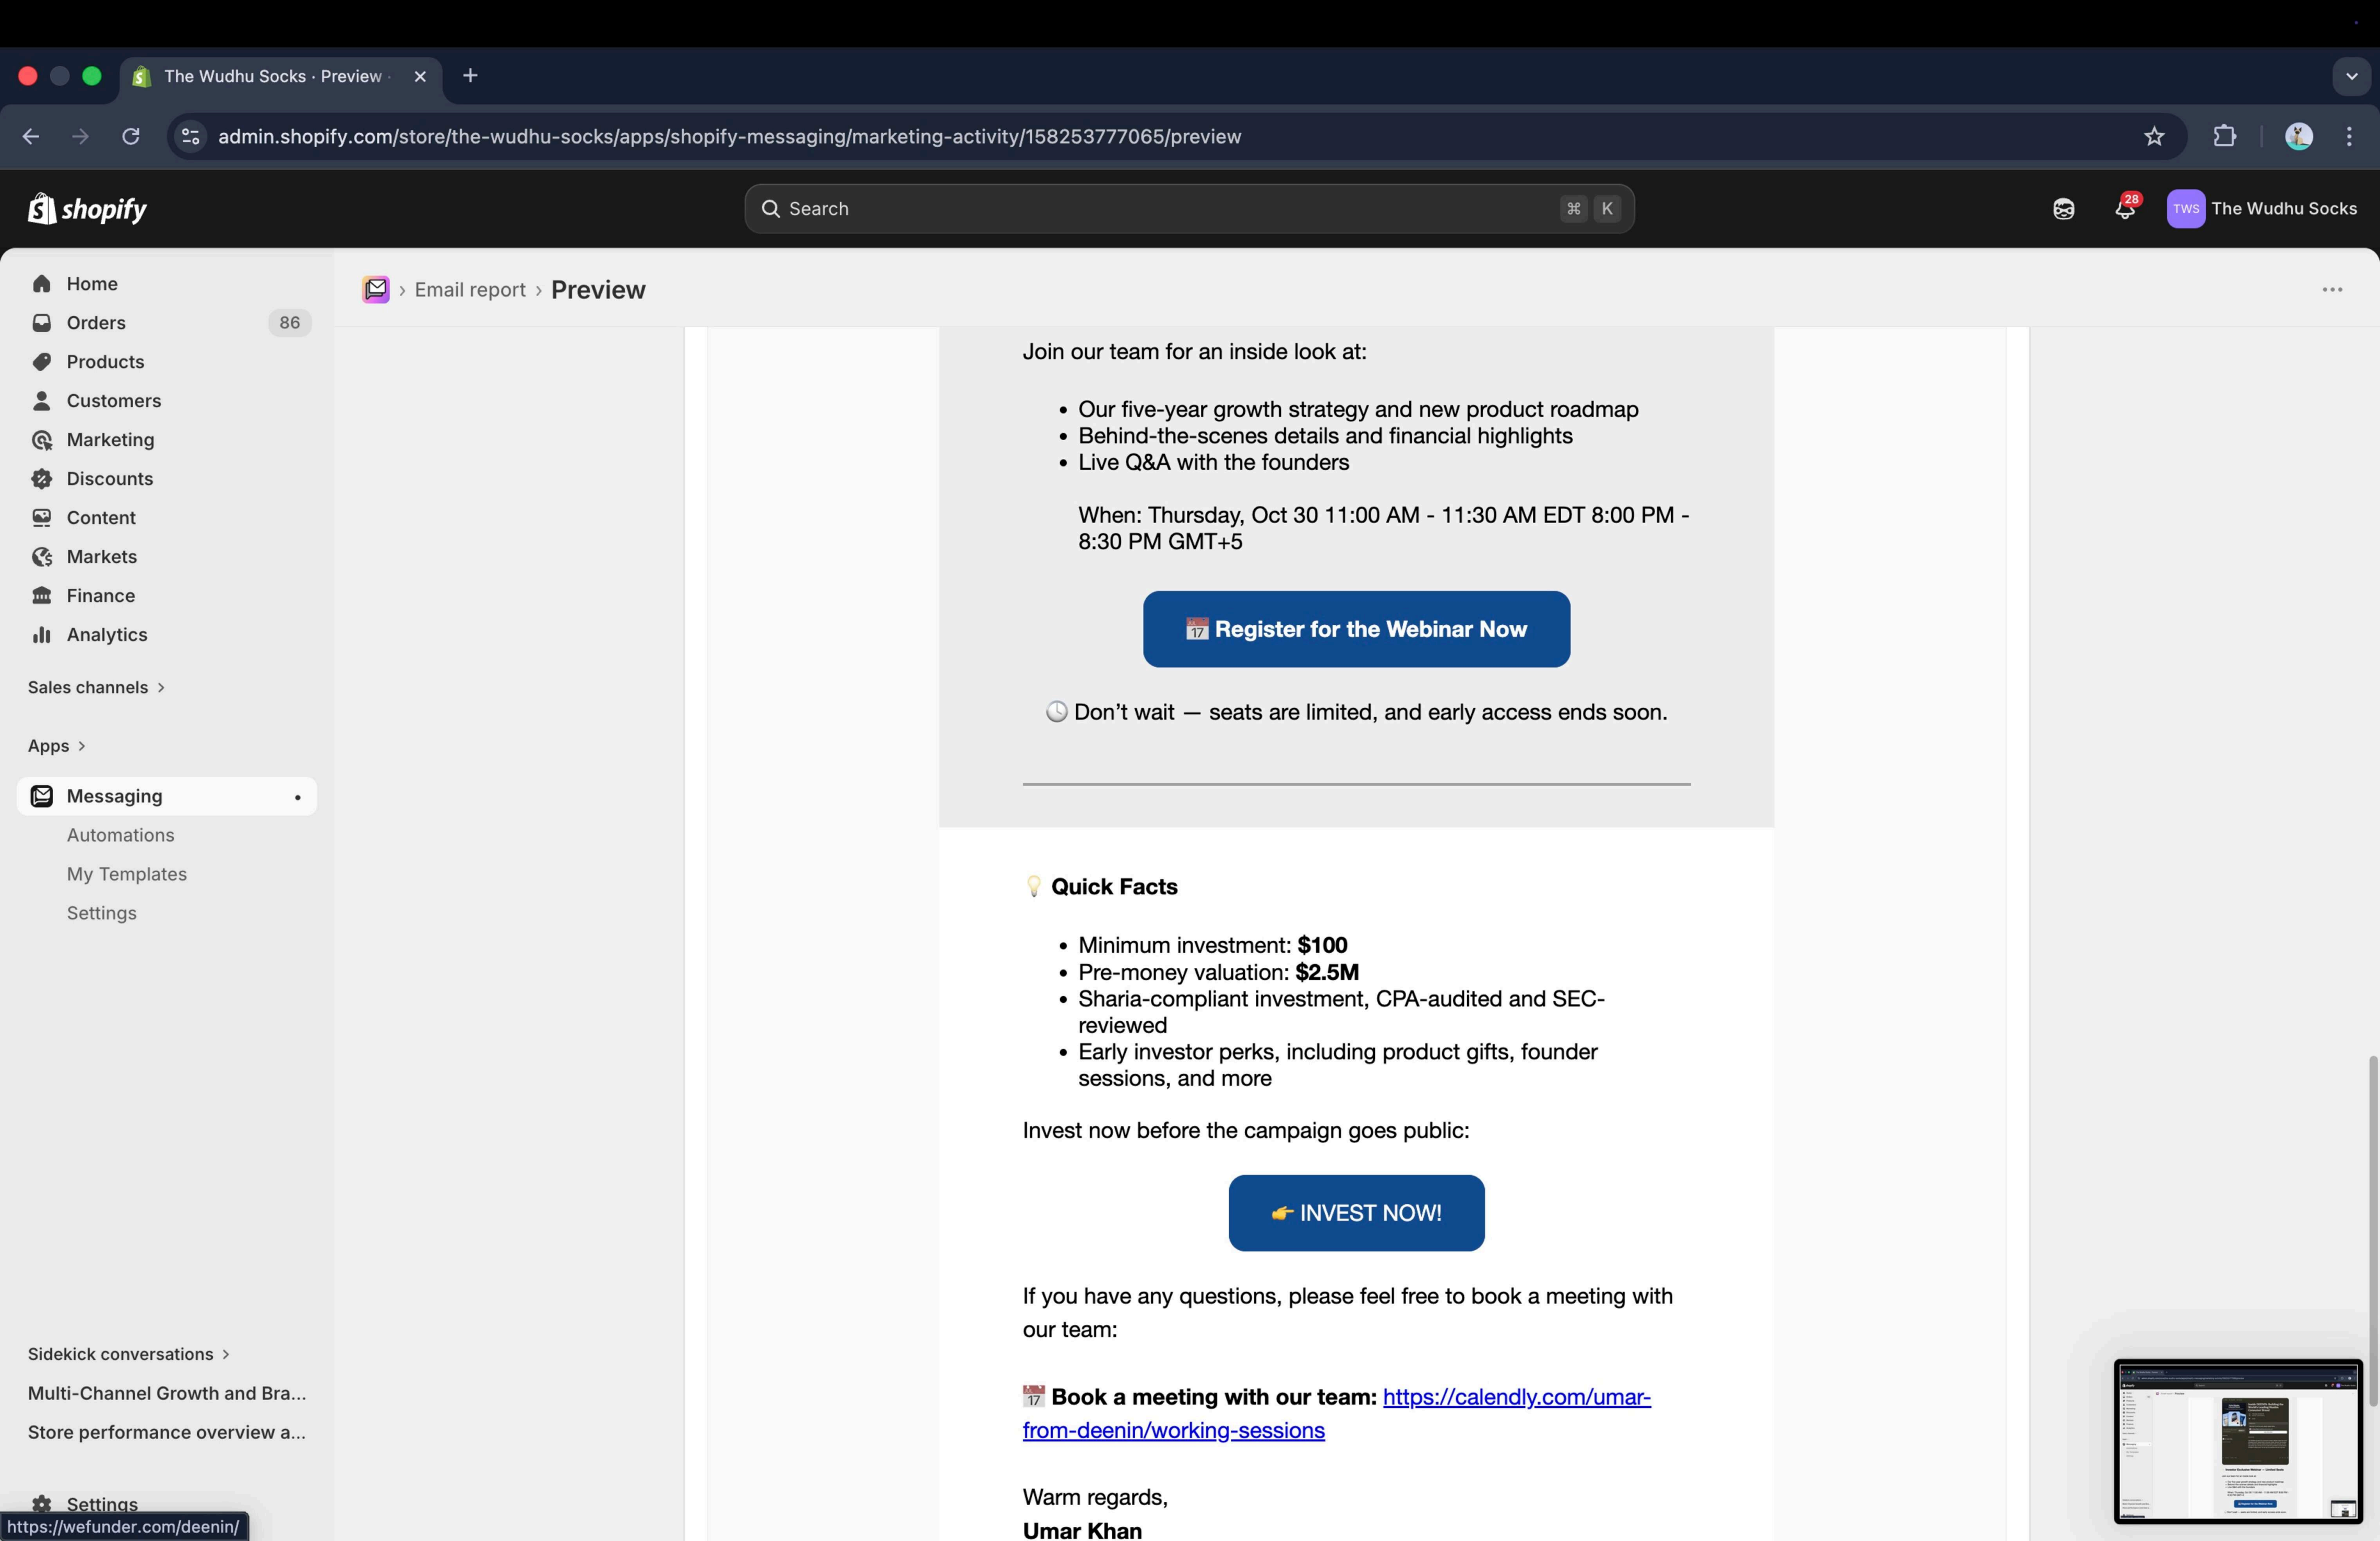 The Wudhu Socks · Preview
admin.shopify.com/store/the-wudhu-socks/apps/shopify-messaging/marketing-activity/158253777065/preview
shopify
Search
⌘ K
28
TWS
The Wudhu Socks
Home
Orders 86
Products
Customers
Marketing
Discounts
Content
Markets
Finance
Analytics
Sales channels >
Apps >
Messaging
Automations
My Templates
Settings
Sidekick conversations >
Multi-Channel Growth and Bra...
Store performance overview a...
Settings
https://wefunder.com/deenin/
› Email report › Preview
Join our team for an inside look at:
• Our five-year growth strategy and new product roadmap
• Behind-the-scenes details and financial highlights
• Live Q&A with the founders
When: Thursday, Oct 30 11:00 AM - 11:30 AM EDT 8:00 PM -
8:30 PM GMT+5
📅 Register for the Webinar Now
🕓 Don’t wait — seats are limited, and early access ends soon.
💡 Quick Facts
• Minimum investment: $100
• Pre-money valuation: $2.5M
• Sharia-compliant investment, CPA-audited and SEC-
reviewed
• Early investor perks, including product gifts, founder
sessions, and more
Invest now before the campaign goes public:
👉 INVEST NOW!
If you have any questions, please feel free to book a meeting with
our team:
📅 Book a meeting with our team: https://calendly.com/umar-
from-deenin/working-sessions
Warm regards,
Umar Khan